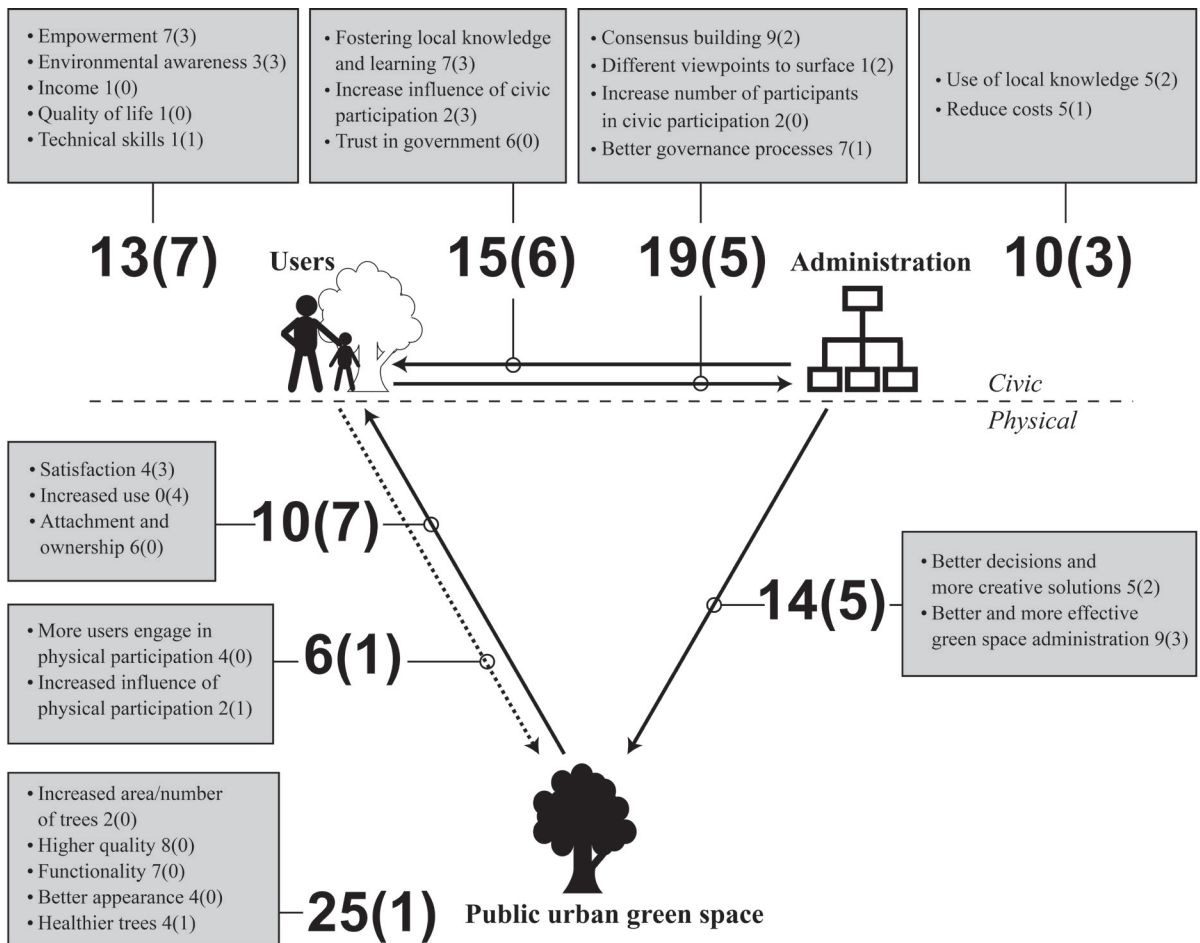 • Empowerment 7(3)
• Environmental awareness 3(3)
• Income 1(0)
• Quality of life 1(0)
• Technical skills 1(1)
• Fostering local knowledge
and learning 7(3)
• Increase influence of civic
participation 2(3)
• Trust in government 6(0)
• Consensus building 9(2)
• Different viewpoints to surface 1(2)
• Increase number of participants
in civic participation 2(0)
• Better governance processes 7(1)
• Use of local knowledge 5(2)
• Reduce costs 5(1)
13(7)
Users
15(6)
19(5)
Administration
10(3)
Civic
Physical
• Satisfaction 4(3)
• Increased use 0(4)
• Attachment and
ownership 6(0)
10(7)
14(5)
• Better decisions and
more creative solutions 5(2)
• Better and more effective
green space administration 9(3)
• More users engage in
physical participation 4(0)
• Increased influence of
physical participation 2(1)
6(1)
• Increased area/number
of trees 2(0)
• Higher quality 8(0)
• Functionality 7(0)
• Better appearance 4(0)
• Healthier trees 4(1)
25(1)
Public urban green space